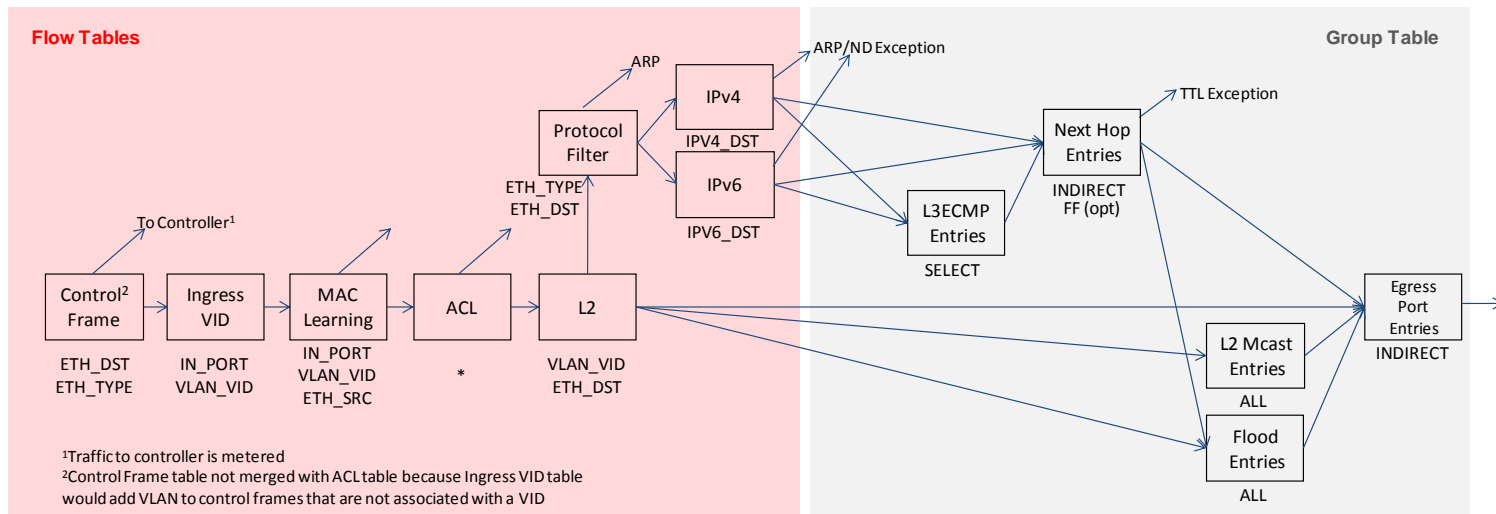 Flow Tables
Group Table
ARP
ARP/ND Exception
IPv4
IPV4_DST
TTL Exception
Protocol
Filter
ETH_TYPE
ETH_DST
IPv6
IPV6_DST
Next Hop
Entries
INDIRECT
FF (opt)
L3ECMP
Entries
SELECT
To Controller¹
Control²
Frame
ETH_DST
ETH_TYPE
Ingress
VID
IN_PORT
VLAN_VID
MAC
Learning
IN_PORT
VLAN_VID
ETH_SRC
ACL
*
L2
VLAN_VID
ETH_DST
Egress
Port
Entries
INDIRECT
L2 Mcast
Entries
ALL
Flood
Entries
ALL
¹Traffic to controller is metered
²Control Frame table not merged with ACL table because Ingress VID table
would add VLAN to control frames that are not associated with a VID